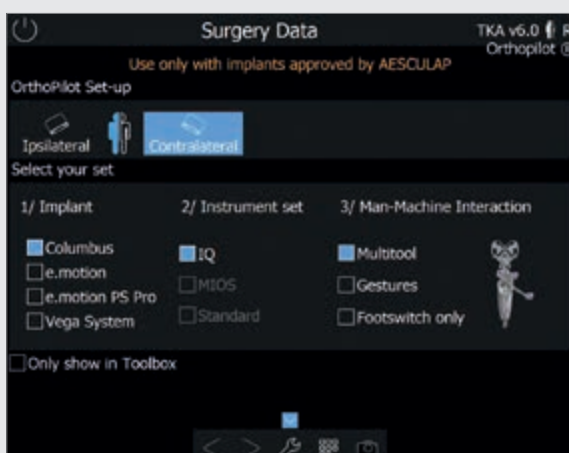 Surgery Data
TKA v6.0 R
Orthopilot ®
Use only with implants approved by AESCULAP
OrthoPilot Set-up
Ipsilateral
Contralateral
Select your set
1/ Implant
2/ Instrument set
3/ Man-Machine Interaction
Columbus
IQ
Multitool
e.motion
MIOS
Gestures
e.motion PS Pro
Standard
Footswitch only
Vega System
Only show in Toolbox